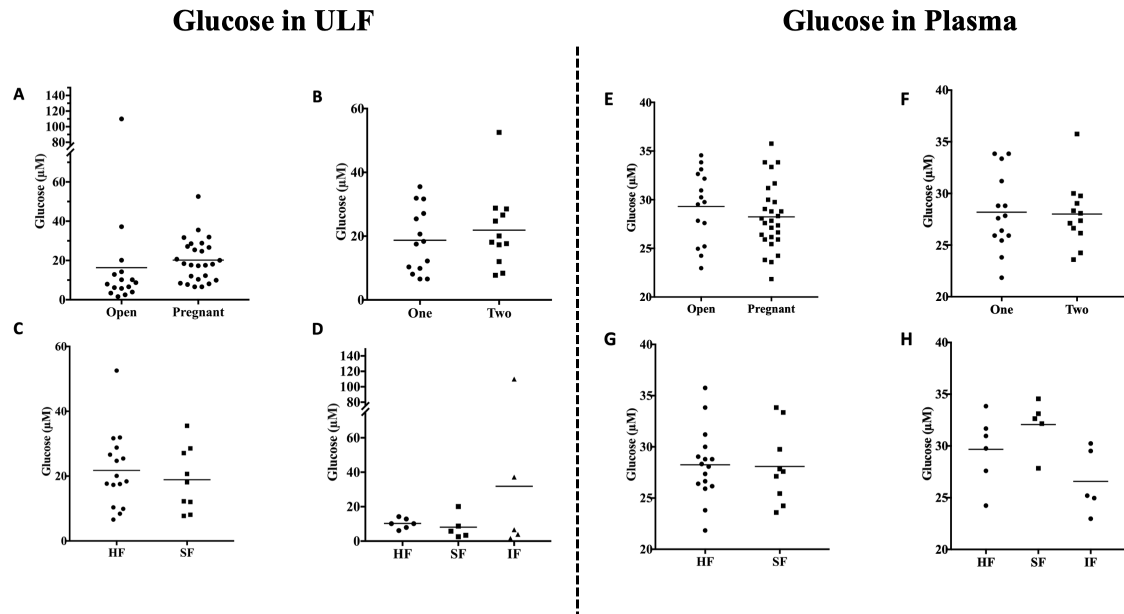 Glucose in ULF
Glucose in Plasma
A
Glucose (μM)
140
120
100
80
60
40
20
0
Open Pregnant
B
Glucose (μM)
60
40
20
0
One Two
C
Glucose (μM)
60
40
20
0
HF SF
D
Glucose (μM)
140
120
100
80
60
40
20
0
HF SF IF
E
Glucose (μM)
40
35
30
25
20
Open Pregnant
F
Glucose (μM)
40
35
30
25
20
One Two
G
Glucose (μM)
40
35
30
25
20
HF SF
H
Glucose (μM)
40
35
30
25
20
HF SF IF